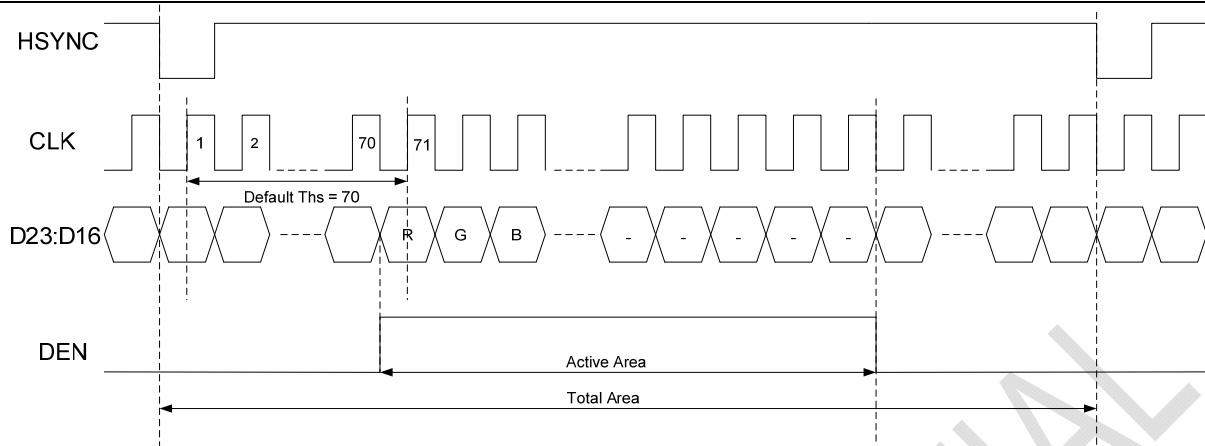 HSYNC
CLK
1 2 70 71
Default Ths = 70
D23:D16
R G B - - - - -
DEN
Active Area
Total Area